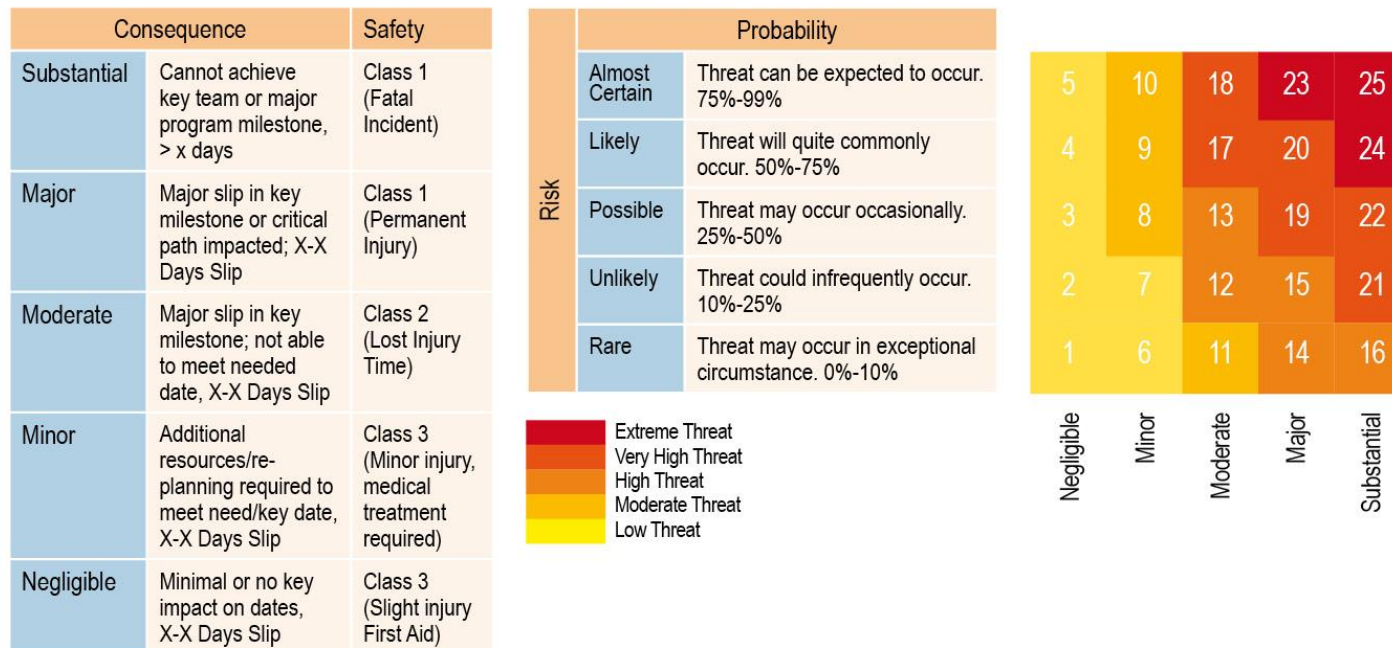 Consequence Safety
Substantial Cannot achieve Class 1
key team or major (Fatal
program milestone, Incident)
> x days
Major Major slip in key Class 1
milestone or critical (Permanent
path impacted; X-X Injury)
Days Slip
Moderate Major slip in key Class 2
milestone; not able (Lost Injury
to meet needed Time)
date, X-X Days Slip
Minor Additional Class 3
resources/re- (Minor injury,
planning required to medical
meet need/key date, treatment
X-X Days Slip required)
Negligible Minimal or no key Class 3
impact on dates, (Slight injury
X-X Days Slip First Aid)
Risk
Probability
Almost Threat can be expected to occur.
Certain 75%-99%
Likely Threat will quite commonly
occur. 50%-75%
Possible Threat may occur occasionally.
25%-50%
Unlikely Threat could infrequently occur.
10%-25%
Rare Threat may occur in exceptional
circumstance. 0%-10%
Extreme Threat
Very High Threat
High Threat
Moderate Threat
Low Threat
5 10 18 23 25
4 9 17 20 24
3 8 13 19 22
2 7 12 15 21
1 6 11 14 16
Negligible
Minor
Moderate
Major
Substantial